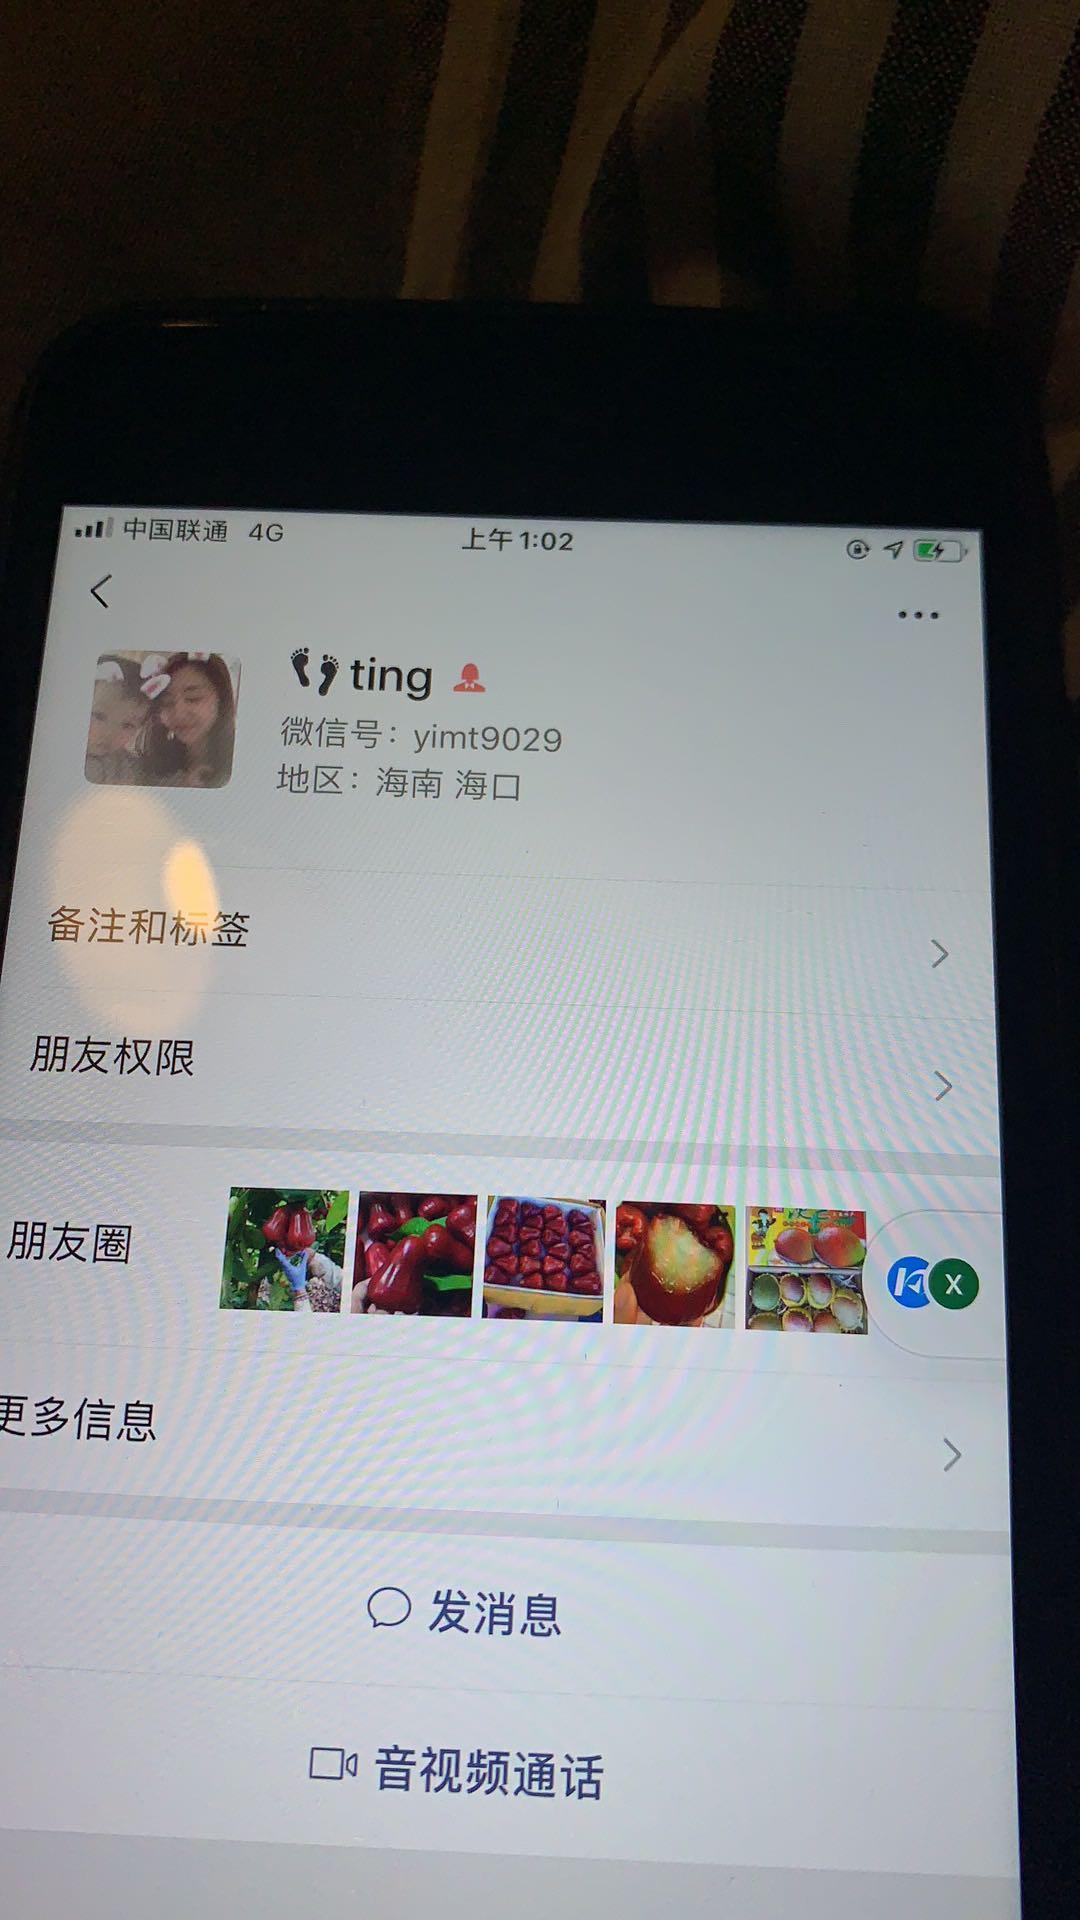 中国联通 4G 上午1:02
ting
微信号：yimt9029
地区：海南 海口
备注和标签
朋友权限
朋友圈
X
更多信息
发消息
音视频通话